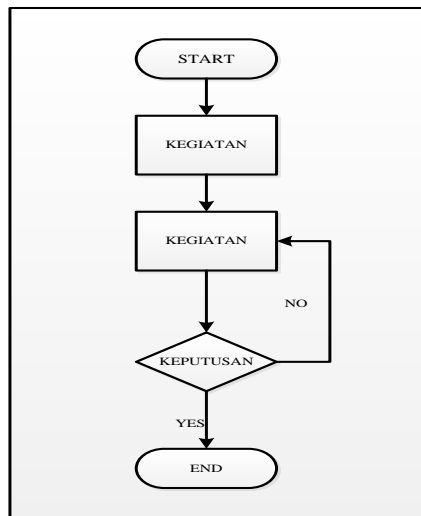 START
KEGIATAN
KEGIATAN
NO
KEPUTUSAN
YES
END